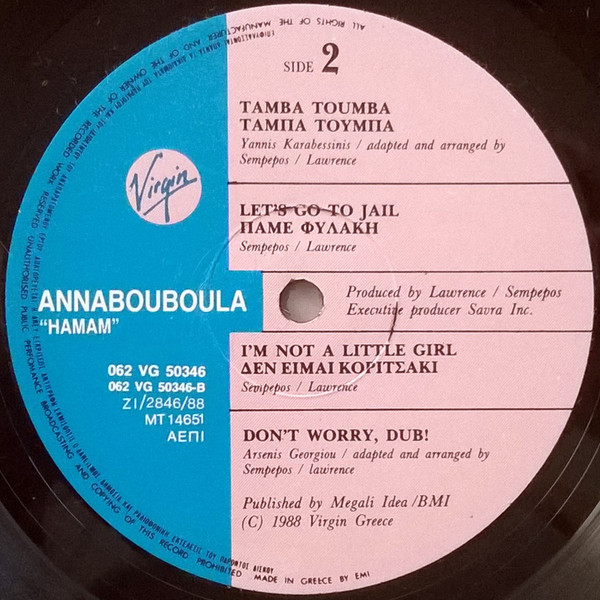 SIDE 2
TAMBA TOUMBA
ΤΑΜΠΑ ΤΟΥΜΠΑ
Yannis Karabessinis / adapted and arranged by
Sempepos / Lawrence
LET'S GO TO JAIL
ΠΑΜΕ ΦΥΛΑΚΗ
Sempepos / Lawrence
Virgin
ANNABOUBOULA
"HAMAM"
Produced by Lawrence / Sempepos
Executive producer Savra Inc.
062 VG 50346
062 VG 50346-B
ZI/2846/88
MT 14651
ΑΕΠΙ
I'M NOT A LITTLE GIRL
ΔΕΝ ΕΙΜΑΙ ΚΟΡΙΤΣΑΚΙ
Sempepos / Lawrence
DON'T WORRY, DUB!
Arsenis Georgiou / adapted and arranged by
Sempepos / lawrence
Published by Megali Idea /BMI
(C) 1988 Virgin Greece
ALL RIGHTS OF THE MANUFACTURER AND OF THE OWNER OF THE RECORDED WORK RESERVED UNAUTHORISED PUBLIC PERFOMANCE BROADCASTING AND COPYING OF THIS RECORD PROHIBITED
MADE IN GREECE BY EMI